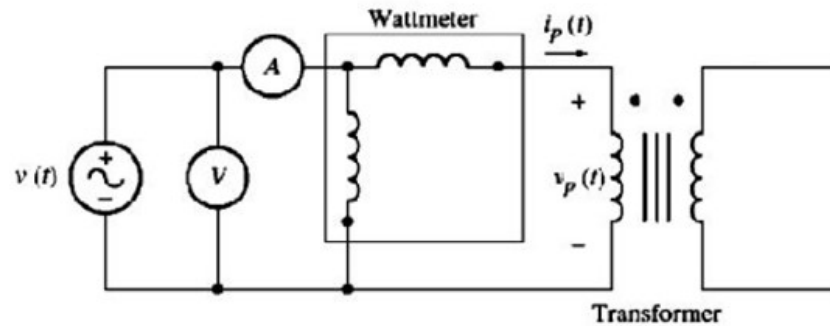 Wattmeter
i_p (t)
A
+
v (t)
+
−
V
v_p (t)
−
Transformer